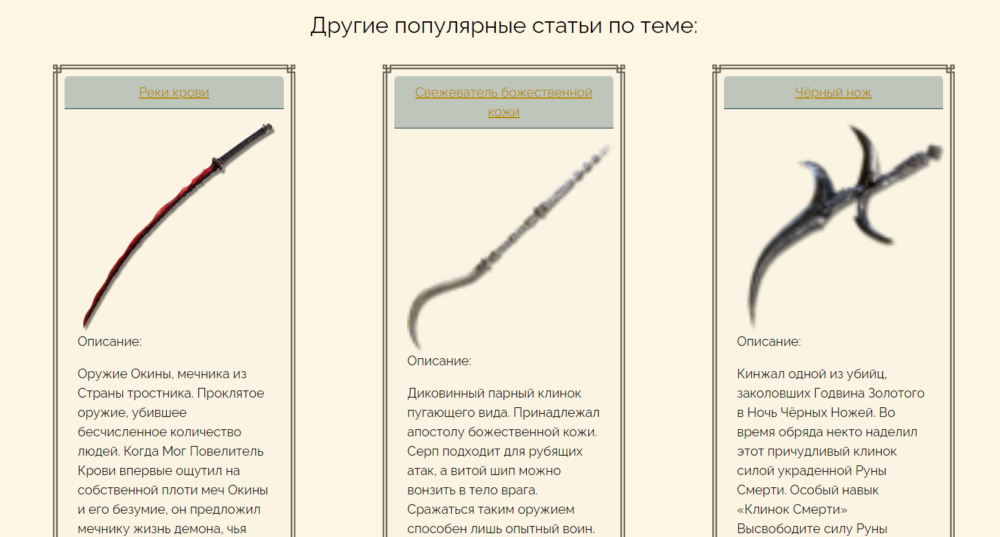 Другие популярные статьи по теме:
Реки крови
Описание:
Оружие Окины, мечника из
Страны тростника. Проклятое
оружие, убившее
бесчисленное количество
людей. Когда Мог Повелитель
Крови впервые ощутил на
собственной плоти меч Окины
и его безумие, он предложил
мечнику жизнь демона, чья
Свежеватель божественной
кожи
Описание:
Диковинный парный клинок
пугающего вида. Принадлежал
апостолу божественной кожи.
Серп подходит для рубящих
атак, а витой шип можно
вонзить в тело врага.
Сражаться таким оружием
способен лишь опытный воин.
Чёрный нож
Описание:
Кинжал одной из убийц,
заколовших Годвина Золотого
в Ночь Чёрных Ножей. Во
время обряда некто наделил
этот причудливый клинок
силой украденной Руны
Смерти. Особый навык
«Клинок Смерти»
Высвободите силу Руны